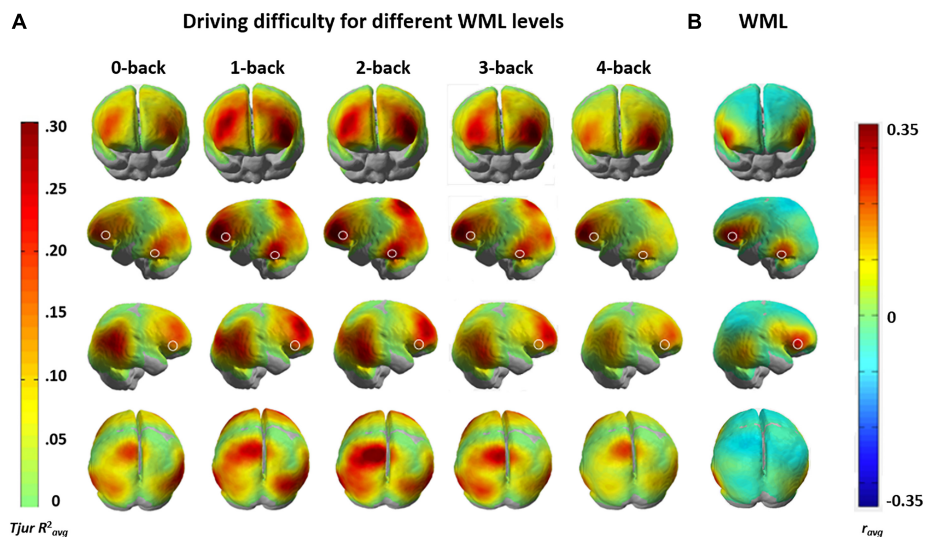 A
Driving difficulty for different WML levels
B
WML
0-back
1-back
2-back
3-back
4-back
.30
.25
.20
.15
.10
.05
0
Tjur R²avg
0.35
0
-0.35
ravg